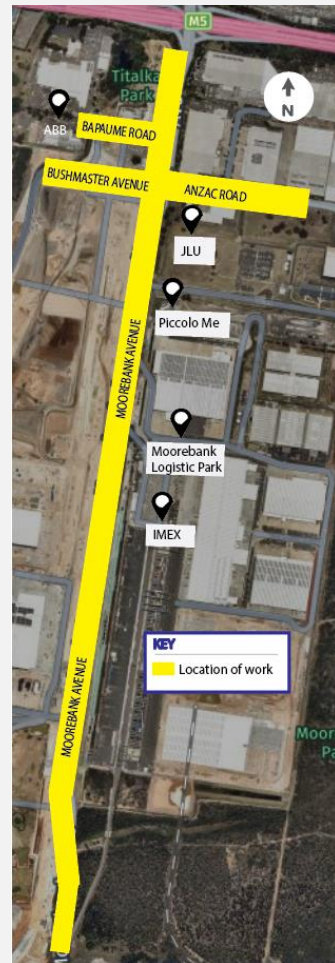 M5
Titalka
Park
N
ABB
BAPAUME ROAD
BUSHMASTER AVENUE
ANZAC ROAD
JLU
Piccolo Me
MOOREBANK AVENUE
Moorebank
Logistic Park
IMEX
KEY
Location of work
MOOREBANK AVENUE
Moor
Pa